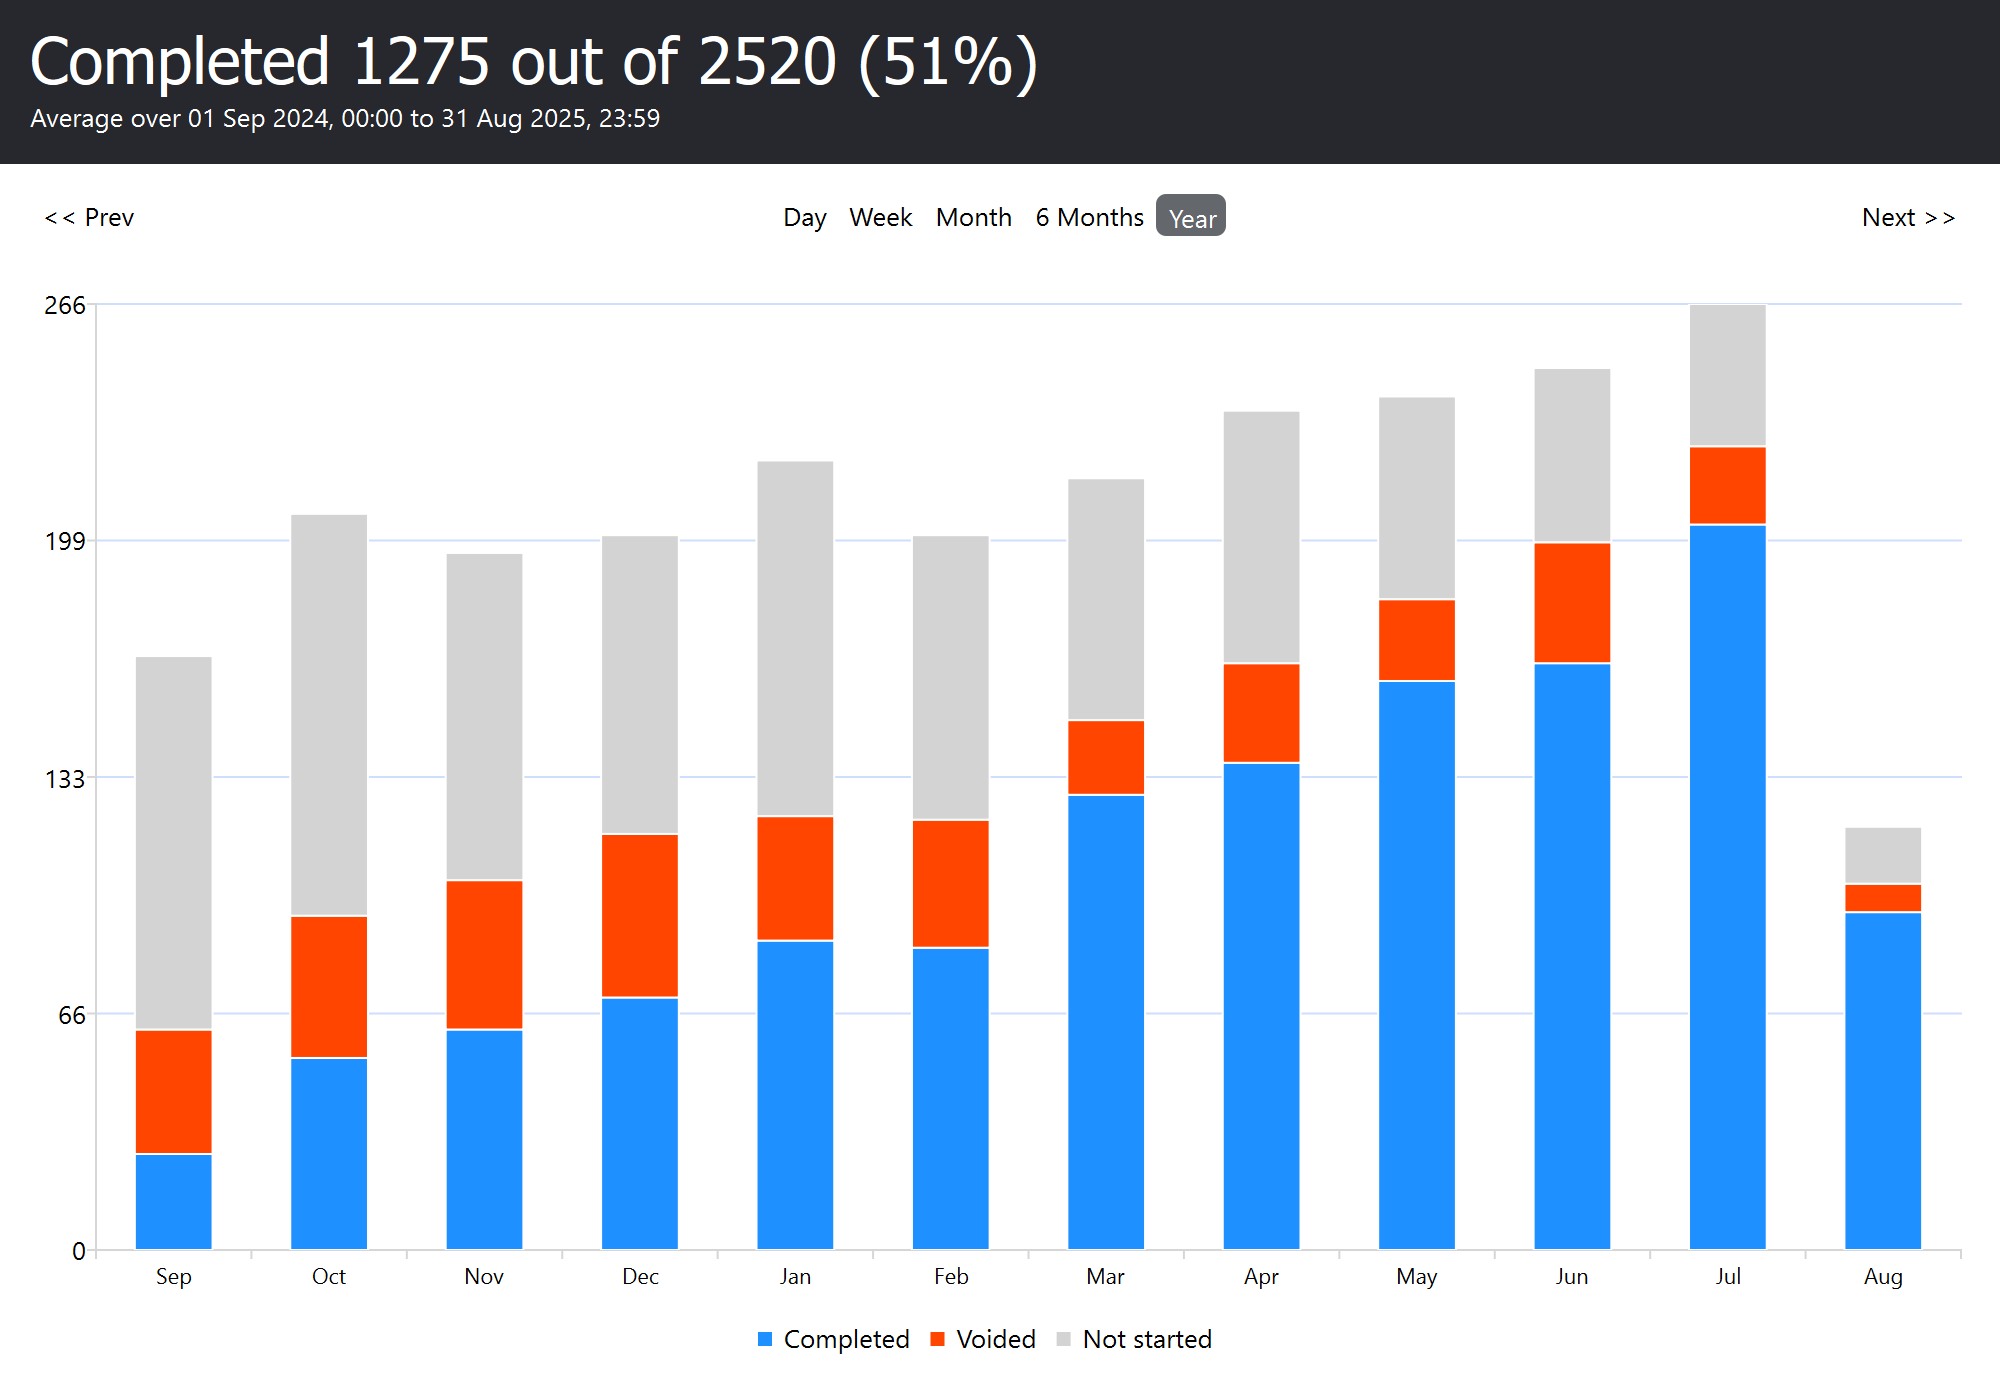 Completed 1275 out of 2520 (51%)
Average over 01 Sep 2024, 00:00 to 31 Aug 2025, 23:59
<< Prev Day Week Month 6 Months Year Next >>
266
199
133
66
0
Sep Oct Nov Dec Jan Feb Mar Apr May Jun Jul Aug
Completed Voided Not started